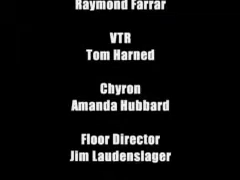 Raymond Farrar
VTR
Tom Harned
Chyron
Amanda Hubbard
Floor Director
Jim Laudenslager